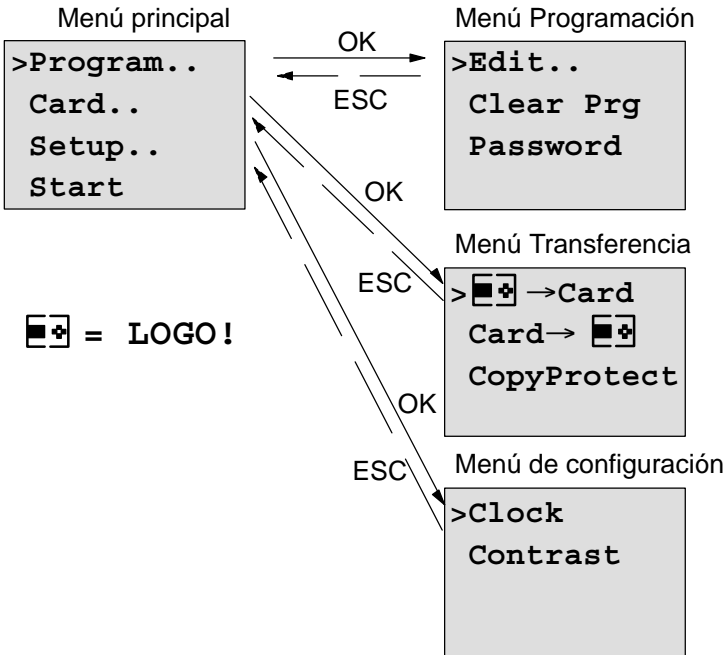 Menú principal
>Program..
Card..
Setup..
Start
OK
ESC
Menú Programación
>Edit..
Clear Prg
Password
OK
ESC
Menú Transferencia
> →Card
Card→
CopyProtect
= LOGO!
OK
ESC
Menú de configuración
>Clock
Contrast